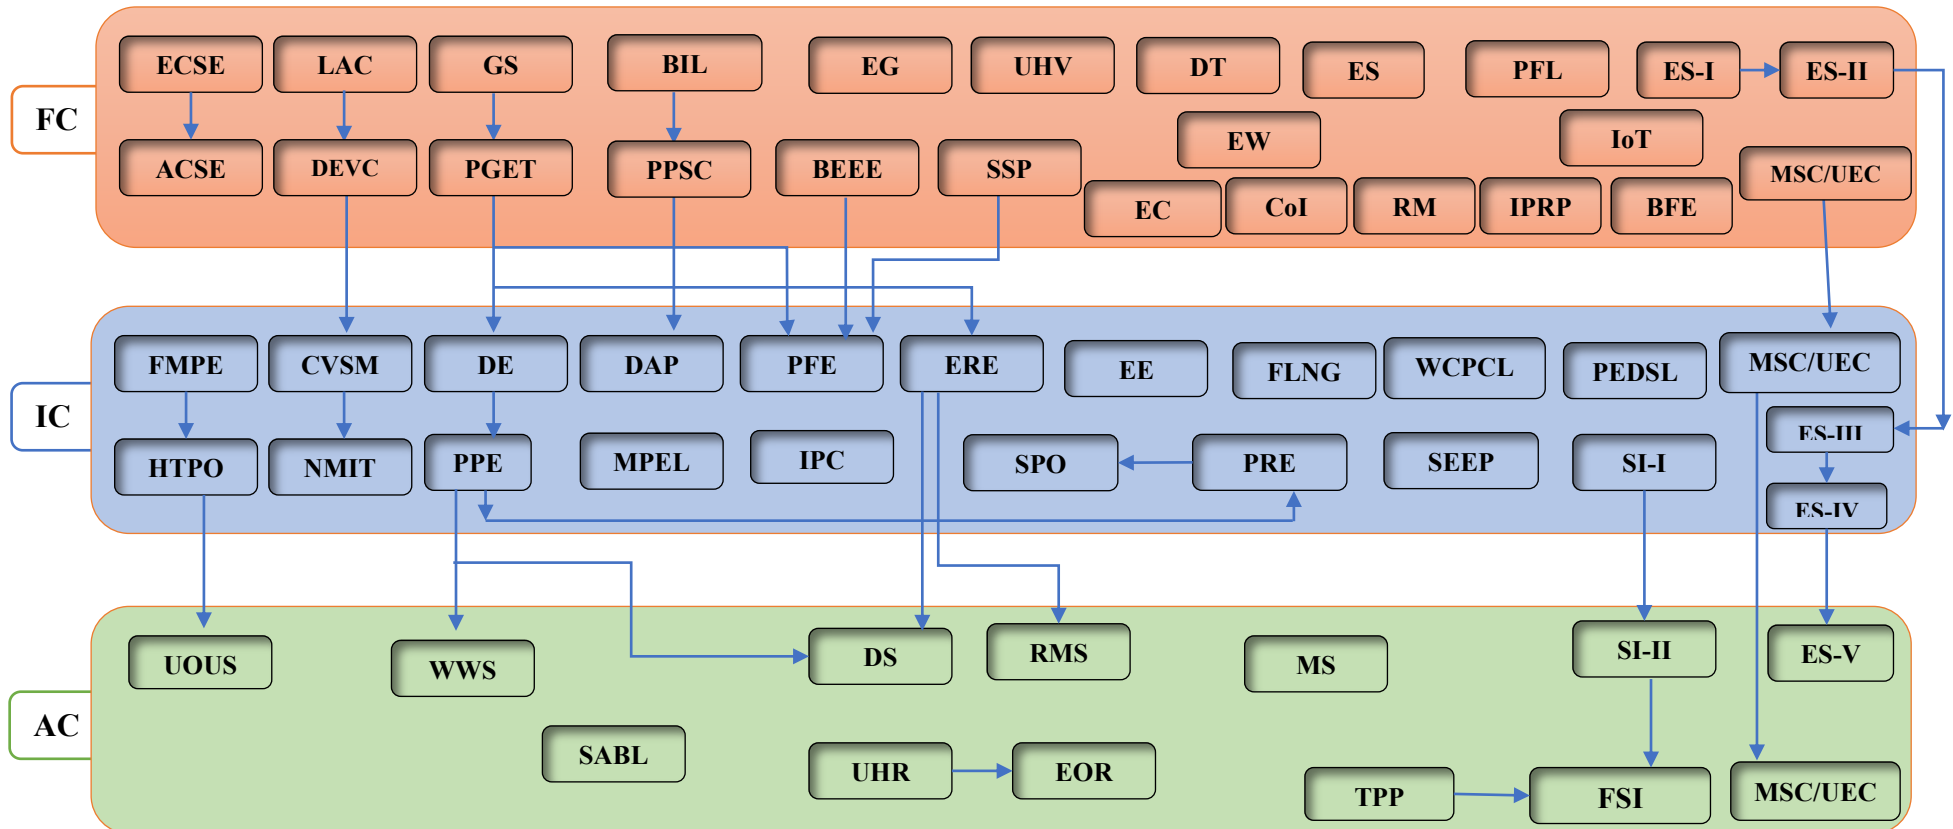 FC
ECSE
LAC
GS
BIL
EG
UHV
DT
ES
PFL
ES-I
ES-II
EW
IoT
ACSE
DEVC
PGET
PPSC
BEEE
SSP
MSC/UEC
EC
CoI
RM
IPRP
BFE
IC
FMPE
CVSM
DE
DAP
PFE
ERE
EE
FLNG
WCPCL
PEDSL
MSC/UEC
ES-III
HTPO
NMIT
PPE
MPEL
IPC
SPO
PRE
SEEP
SI-I
ES-IV
AC
UOUS
WWS
DS
RMS
MS
SI-II
ES-V
SABL
UHR
EOR
TPP
FSI
MSC/UEC